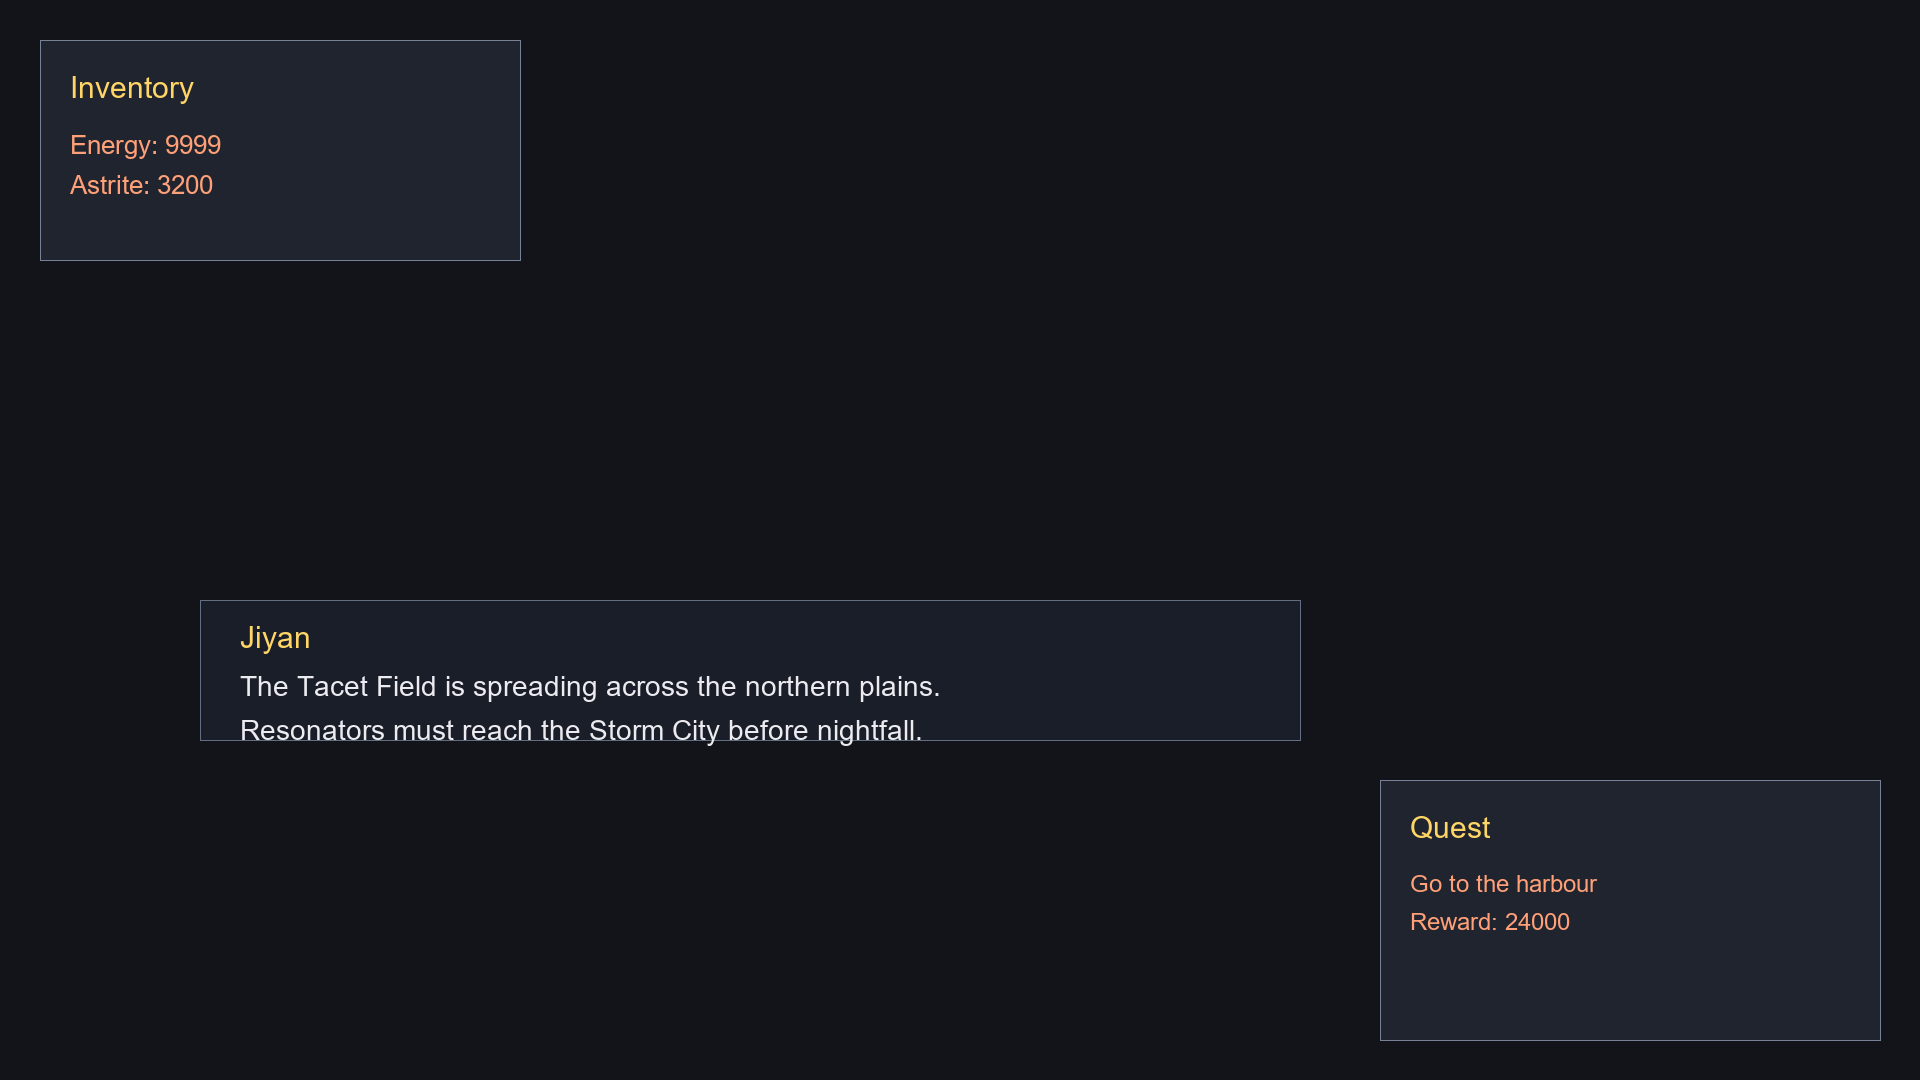 Inventory
Energy: 9999
Astrite: 3200
Jiyan
The Tacet Field is spreading across the northern plains.
Resonators must reach the Storm City before nightfall.
Quest
Go to the harbour
Reward: 24000